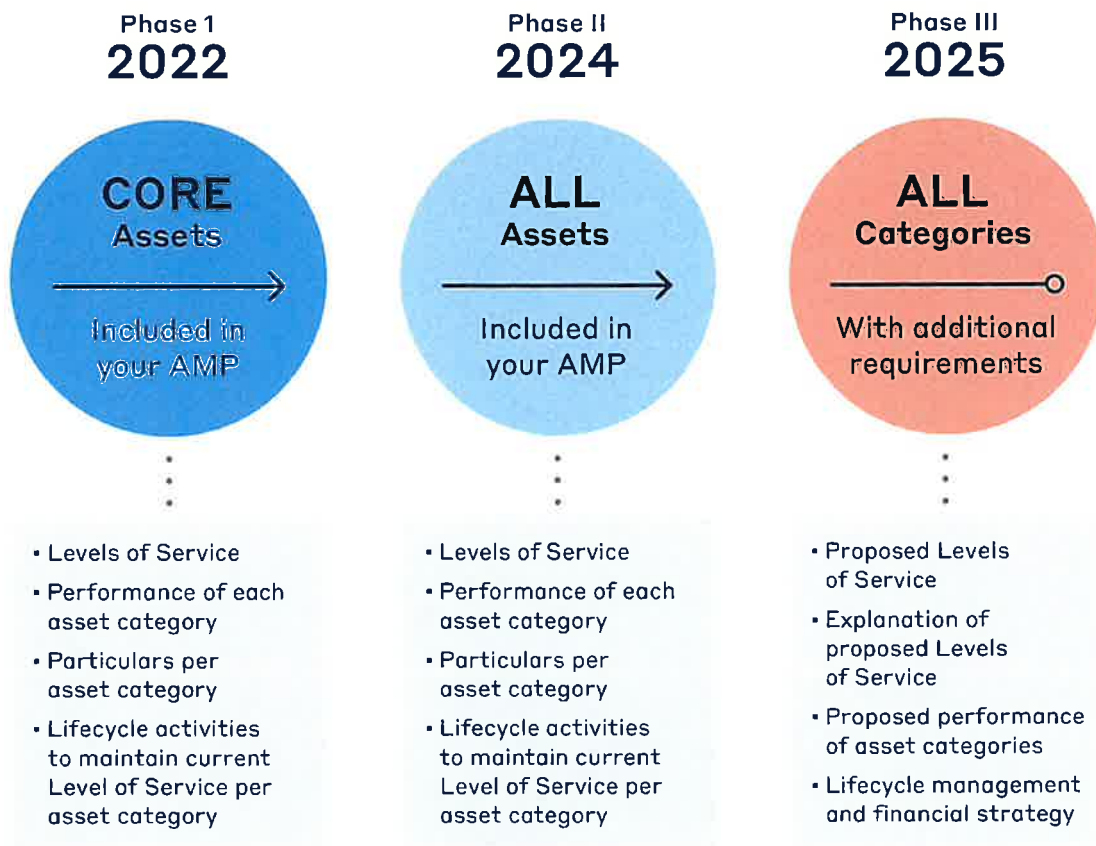 Phase 1
2022
CORE
Assets
Included in
your AMP
▪ Levels of Service
▪ Performance of each
asset category
▪ Particulars per
asset category
▪ Lifecycle activities
to maintain current
Level of Service per
asset category
Phase II
2024
ALL
Assets
Included in
your AMP
▪ Levels of Service
▪ Performance of each
asset category
▪ Particulars per
asset category
▪ Lifecycle activities
to maintain current
Level of Service per
asset category
Phase III
2025
ALL
Categories
With additional
requirements
▪ Proposed Levels
of Service
▪ Explanation of
proposed Levels
of Service
▪ Proposed performance
of asset categories
▪ Lifecycle management
and financial strategy